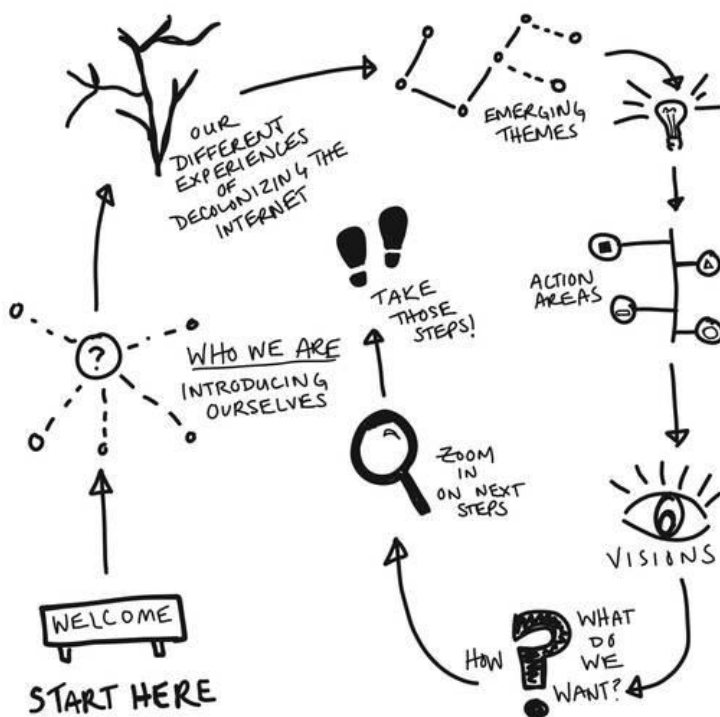 WELCOME
START HERE
?
WHO WE ARE
INTRODUCING
OURSELVES
OUR
DIFFERENT
EXPERIENCES
OF
DECOLONIZING THE
INTERNET
EMERGING
THEMES
ACTION
AREAS
VISIONS
HOW
?
WHAT
DO
WE
WANT?
ZOOM
IN
ON NEXT
STEPS
TAKE
THOSE
STEPS!